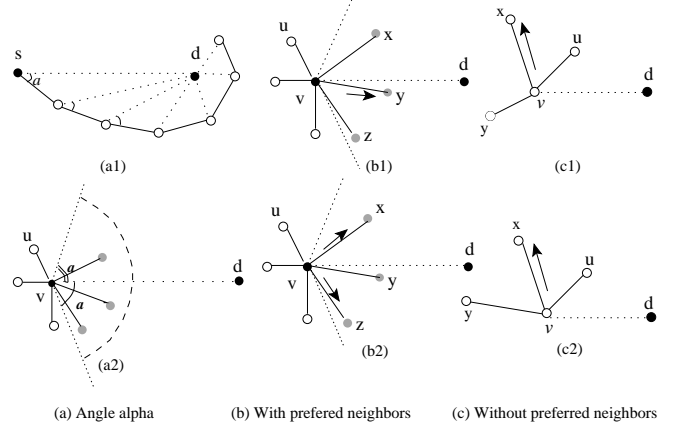 s
a
d
(a1)
u
x
d
v
y
z
(b1)
x
u
d
v
y
(c1)
u
a
d
v
a
(a2)
x
u
d
v
y
z
(b2)
x
u
d
y
v
(c2)
(a) Angle alpha
(b) With prefered neighbors
(c) Without preferred neighbors